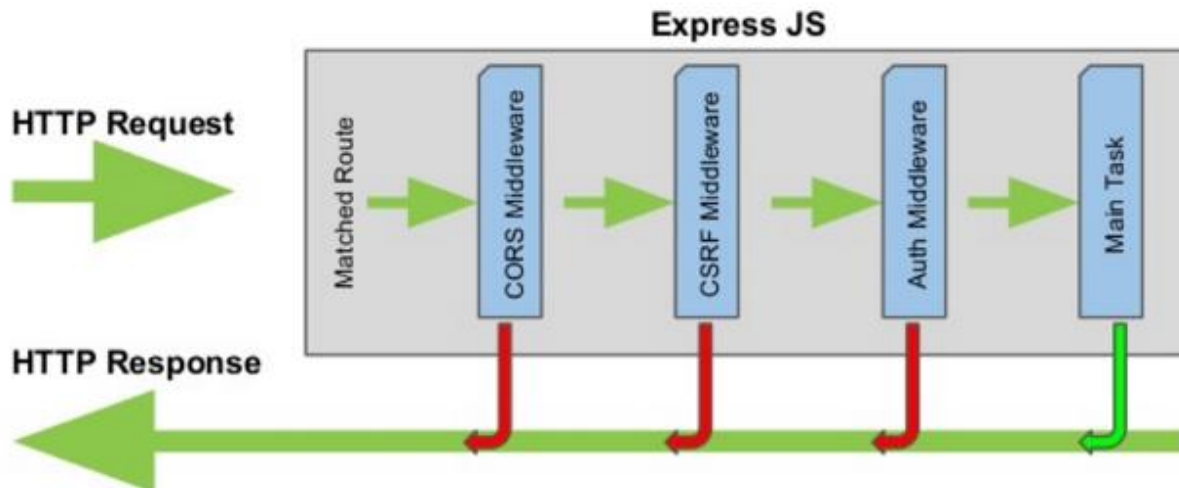 Express JS
HTTP Request
Matched Route
CORS Middleware
CSRF Middleware
Auth Middleware
Main Task
HTTP Response